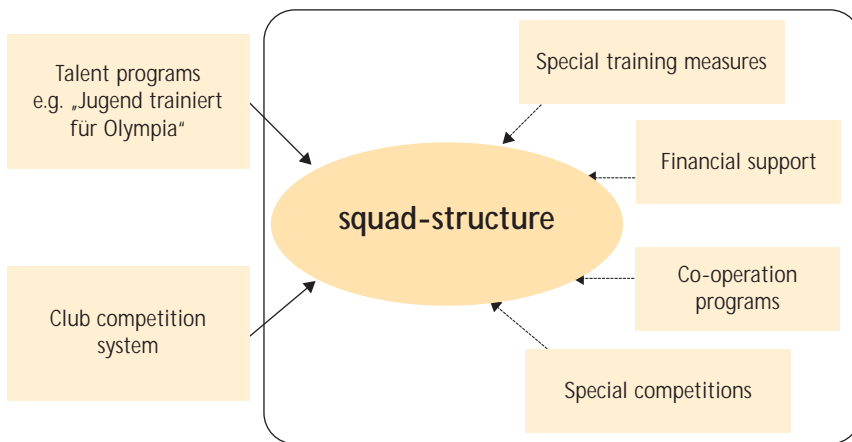 Talent programs
e.g. „Jugend trainiert
für Olympia“
Club competition
system
squad-structure
Special training measures
Financial support
Co-operation
programs
Special competitions